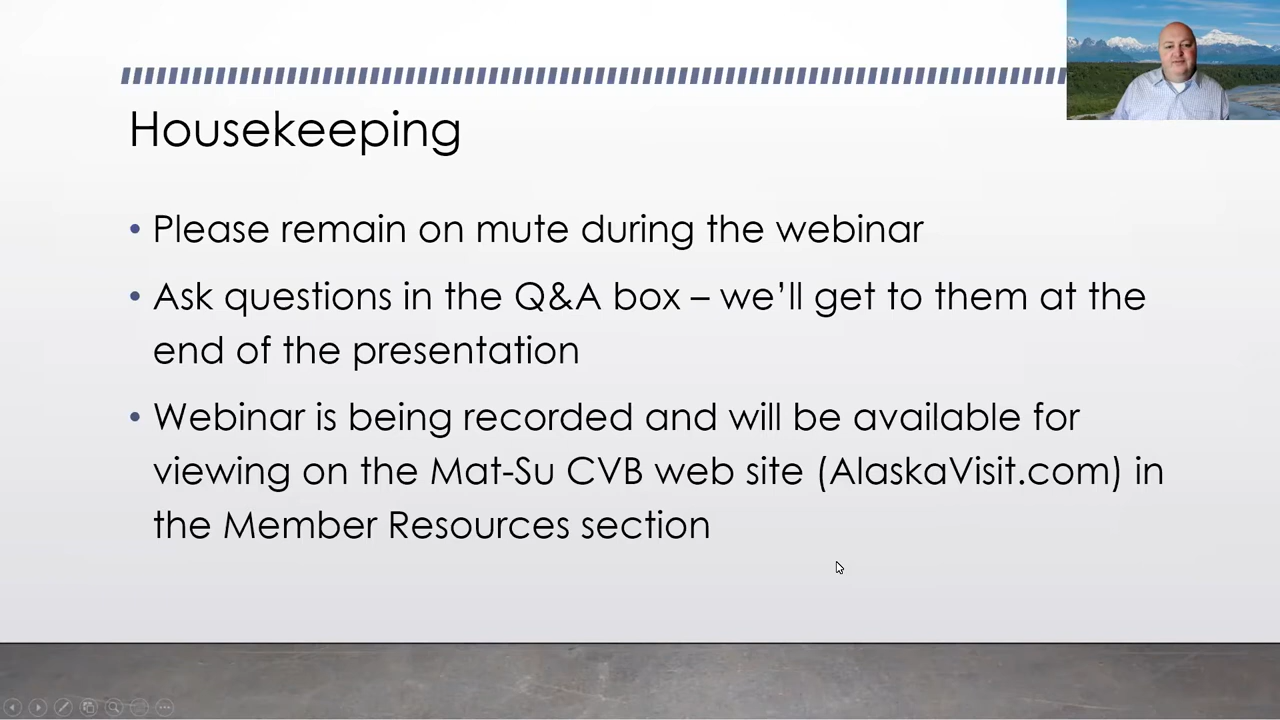 Housekeeping
• Please remain on mute during the webinar
• Ask questions in the Q&A box – we’ll get to them at the
end of the presentation
• Webinar is being recorded and will be available for
viewing on the Mat-Su CVB web site (AlaskaVisit.com) in
the Member Resources section